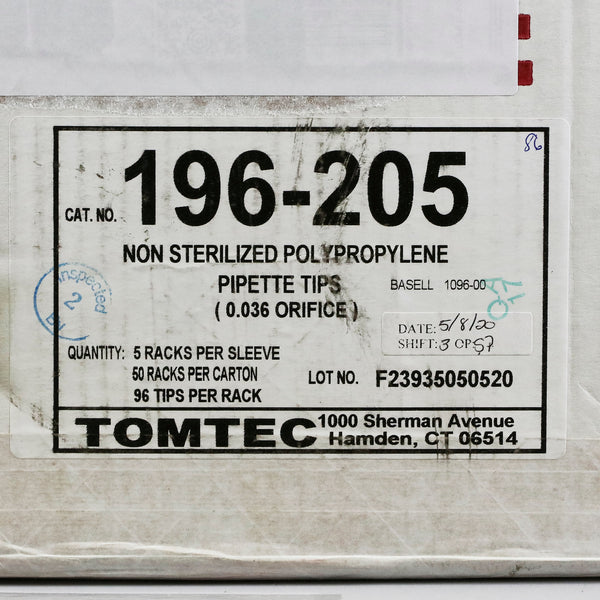 86
CAT. NO. 196-205
NON STERILIZED POLYPROPYLENE
PIPETTE TIPS BASELL 1096-00
( 0.036 ORIFICE )
Inspected
2
DATE: 5/8/20
SHIFT: 3 OP: 57
QUANTITY: 5 RACKS PER SLEEVE
50 RACKS PER CARTON
LOT NO. F23935050520
96 TIPS PER RACK
TOMTEC
1000 Sherman Avenue
Hamden, CT 06514